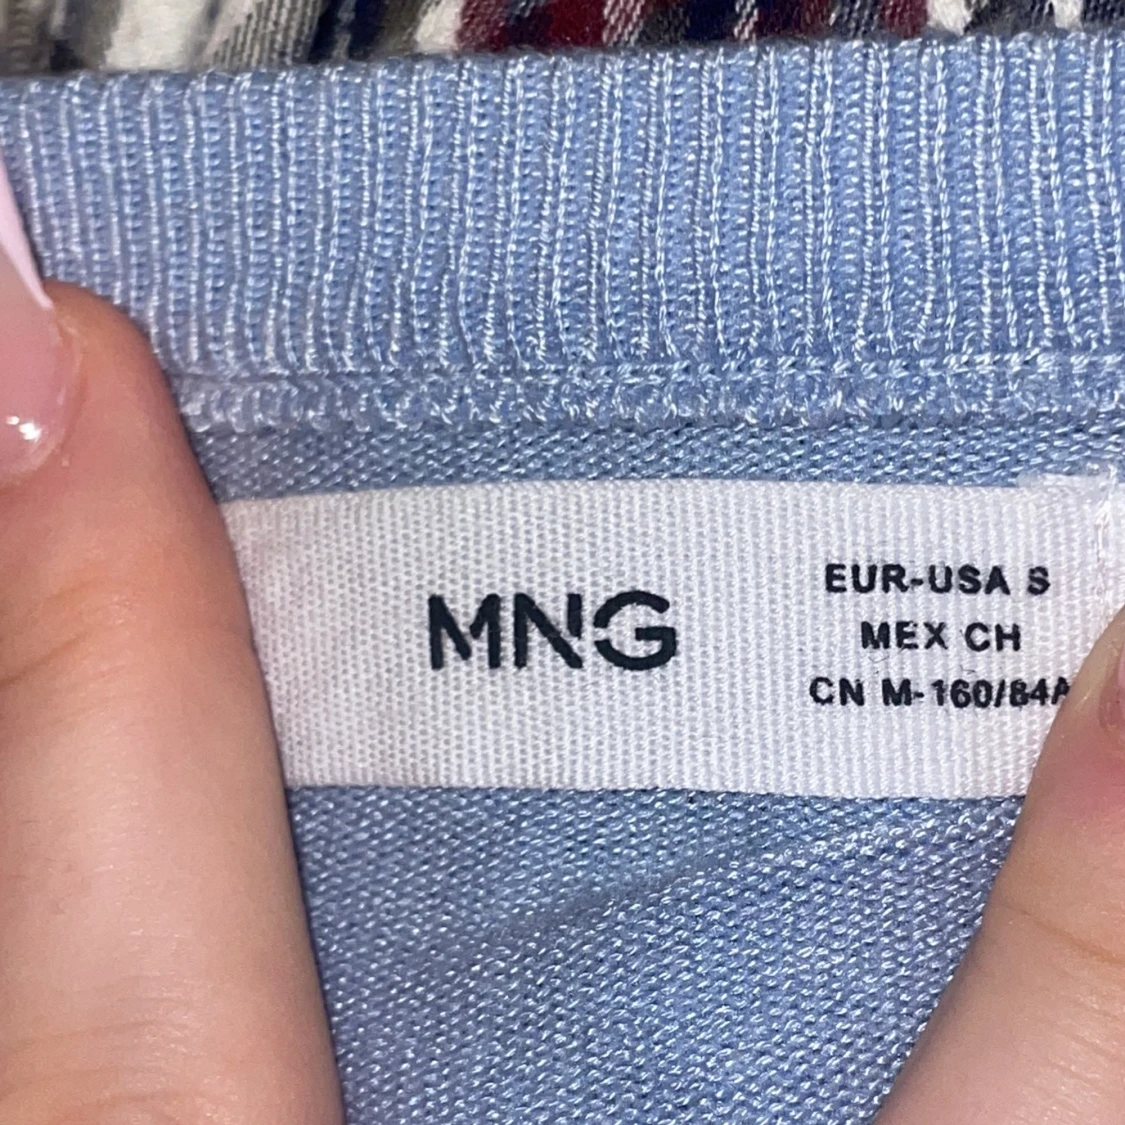 MNG
EUR-USA S
MEX CH
CN M-160/84A